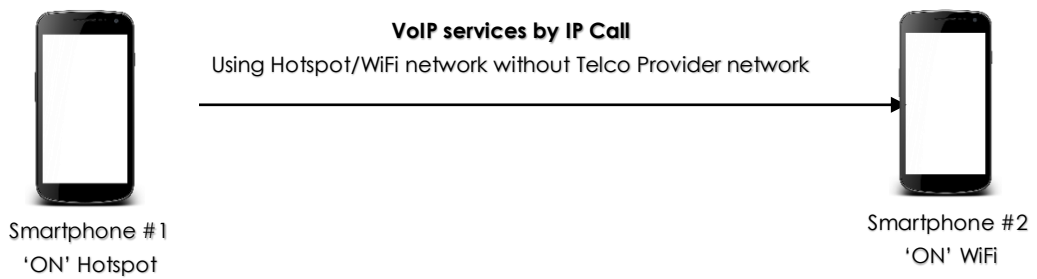 VoIP services by IP Call
Using Hotspot/WiFi network without Telco Provider network
Smartphone #1
‘ON’ Hotspot
Smartphone #2
‘ON’ WiFi